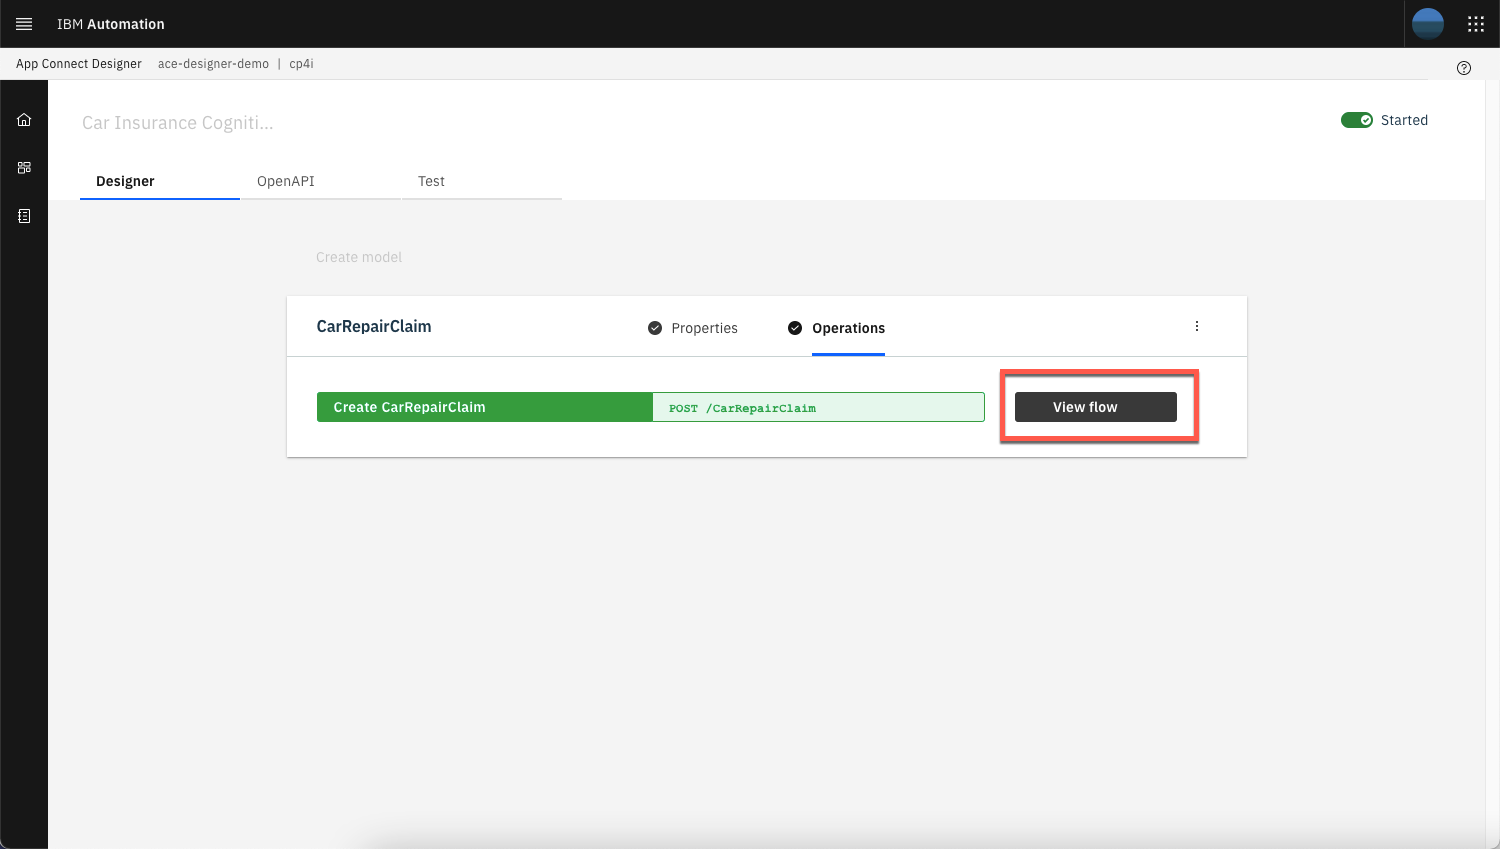 IBM Automation
App Connect Designer ace-designer-demo | cp4i
Car Insurance Cogniti...
Started
Designer OpenAPI Test
Create model
CarRepairClaim Properties Operations
Create CarRepairClaim POST /CarRepairClaim View flow